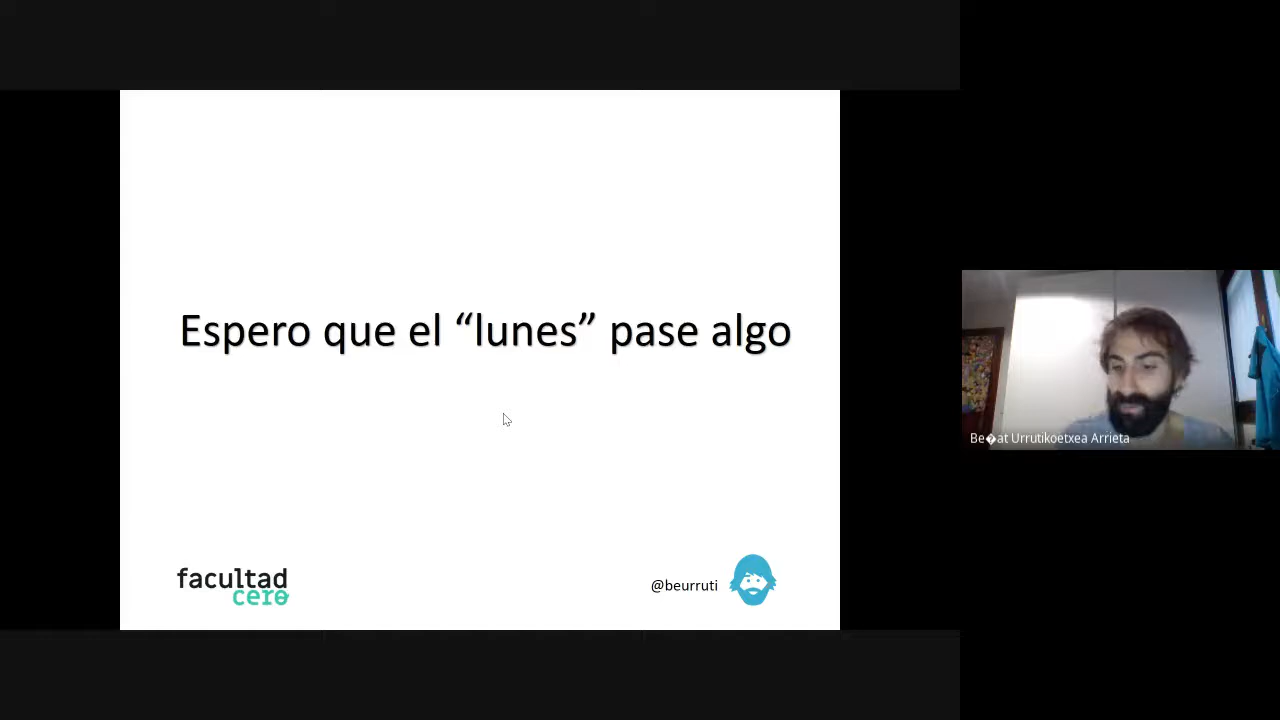 Espero que el “lunes” pase algo
facultad
cero
@beurruti
Be�at Urrutikoetxea Arrieta